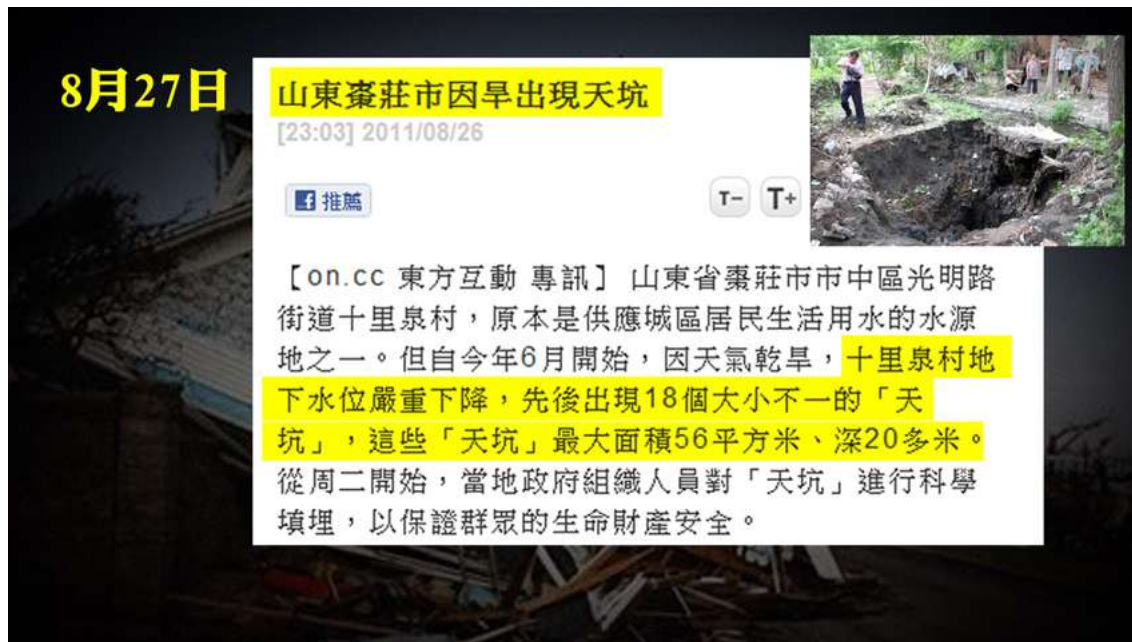 8月27日
山東棗莊市因旱出現天坑
[23:03] 2011/08/26
f 推薦
T− T+
【on.cc 東方互動 專訊】 山東省棗莊市市中區光明路
街道十里泉村，原本是供應城區居民生活用水的水源
地之一。但自今年6月開始，因天氣乾旱，十里泉村地
下水位嚴重下降，先後出現18個大小不一的「天
坑」，這些「天坑」最大面積56平方米、深20多米。
從周二開始，當地政府組織人員對「天坑」進行科學
填埋，以保證群眾的生命財產安全。